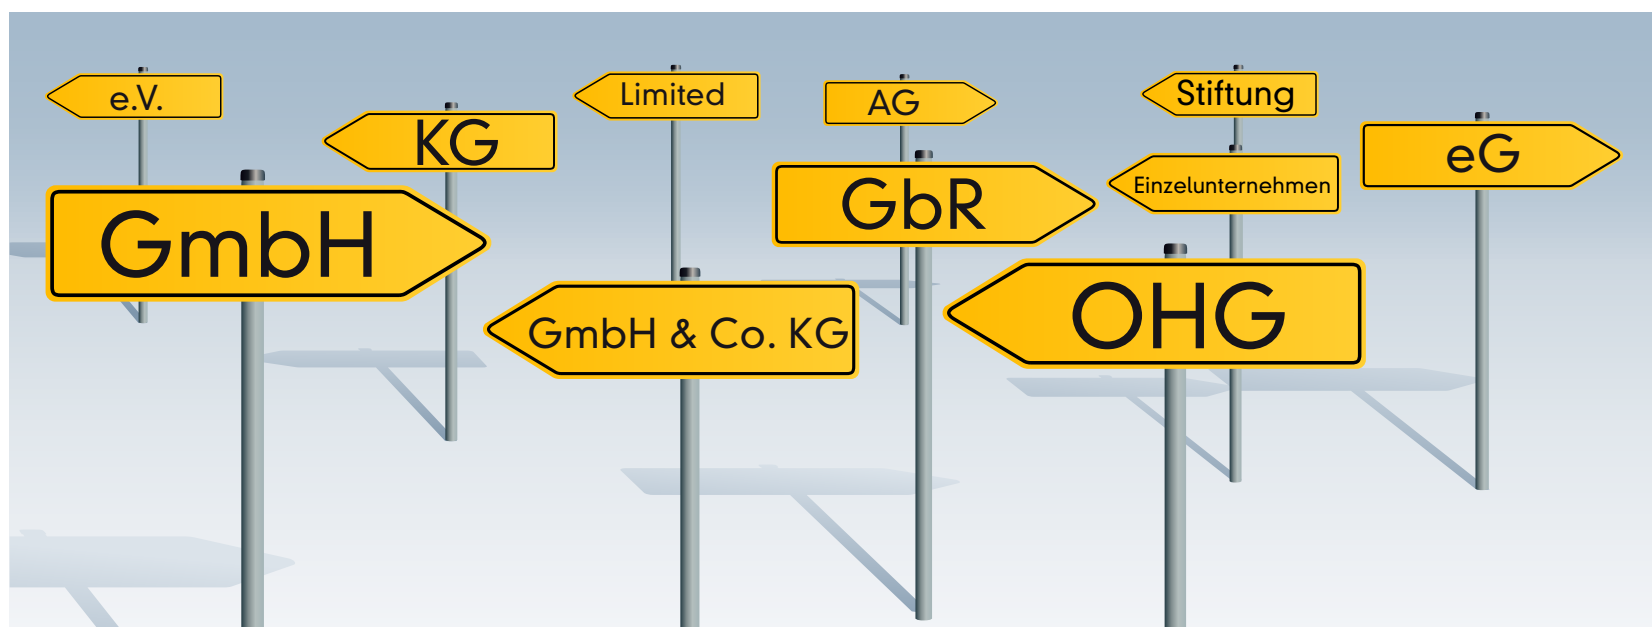 e.V.
KG
Limited
AG
Stiftung
eG
GmbH
GbR
Einzelunternehmen
GmbH & Co. KG
OHG